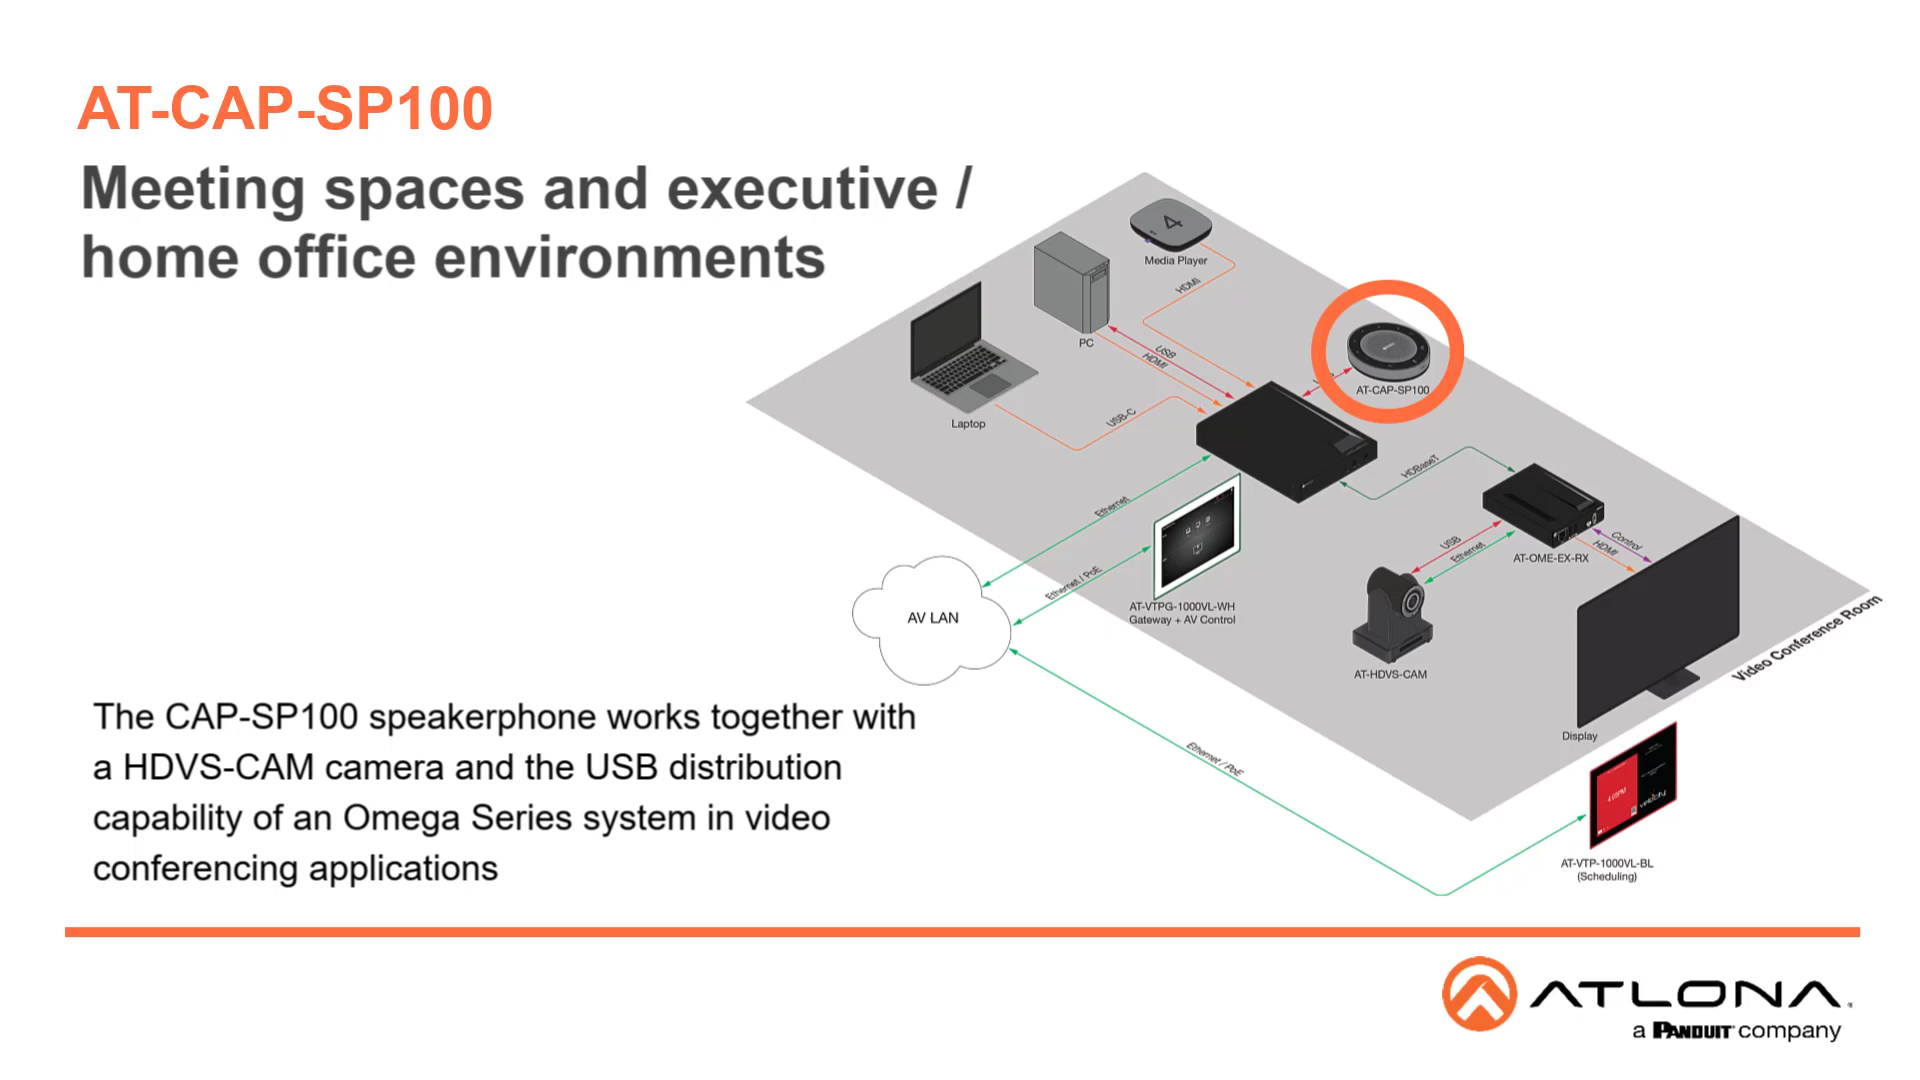 AT-CAP-SP100
Meeting spaces and executive /
home office environments
4
Media Player
HDMI
PC
USB
HDMI
AT-CAP-SP100
Laptop
USB-C
HDBaseT
Ethernet
USB
Ethernet
AT-OME-EX-RX
Control
HDMI
Ethernet / PoE
AV LAN
AT-VTPG-1000VL-WH
Gateway + AV Control
AT-HDVS-CAM
Video Conference Room
Display
The CAP-SP100 speakerphone works together with
a HDVS-CAM camera and the USB distribution
capability of an Omega Series system in video
conferencing applications
Ethernet / PoE
velocity
AT-VTP-1000VL-BL
(Scheduling)
ATLONA
a PANDUIT company